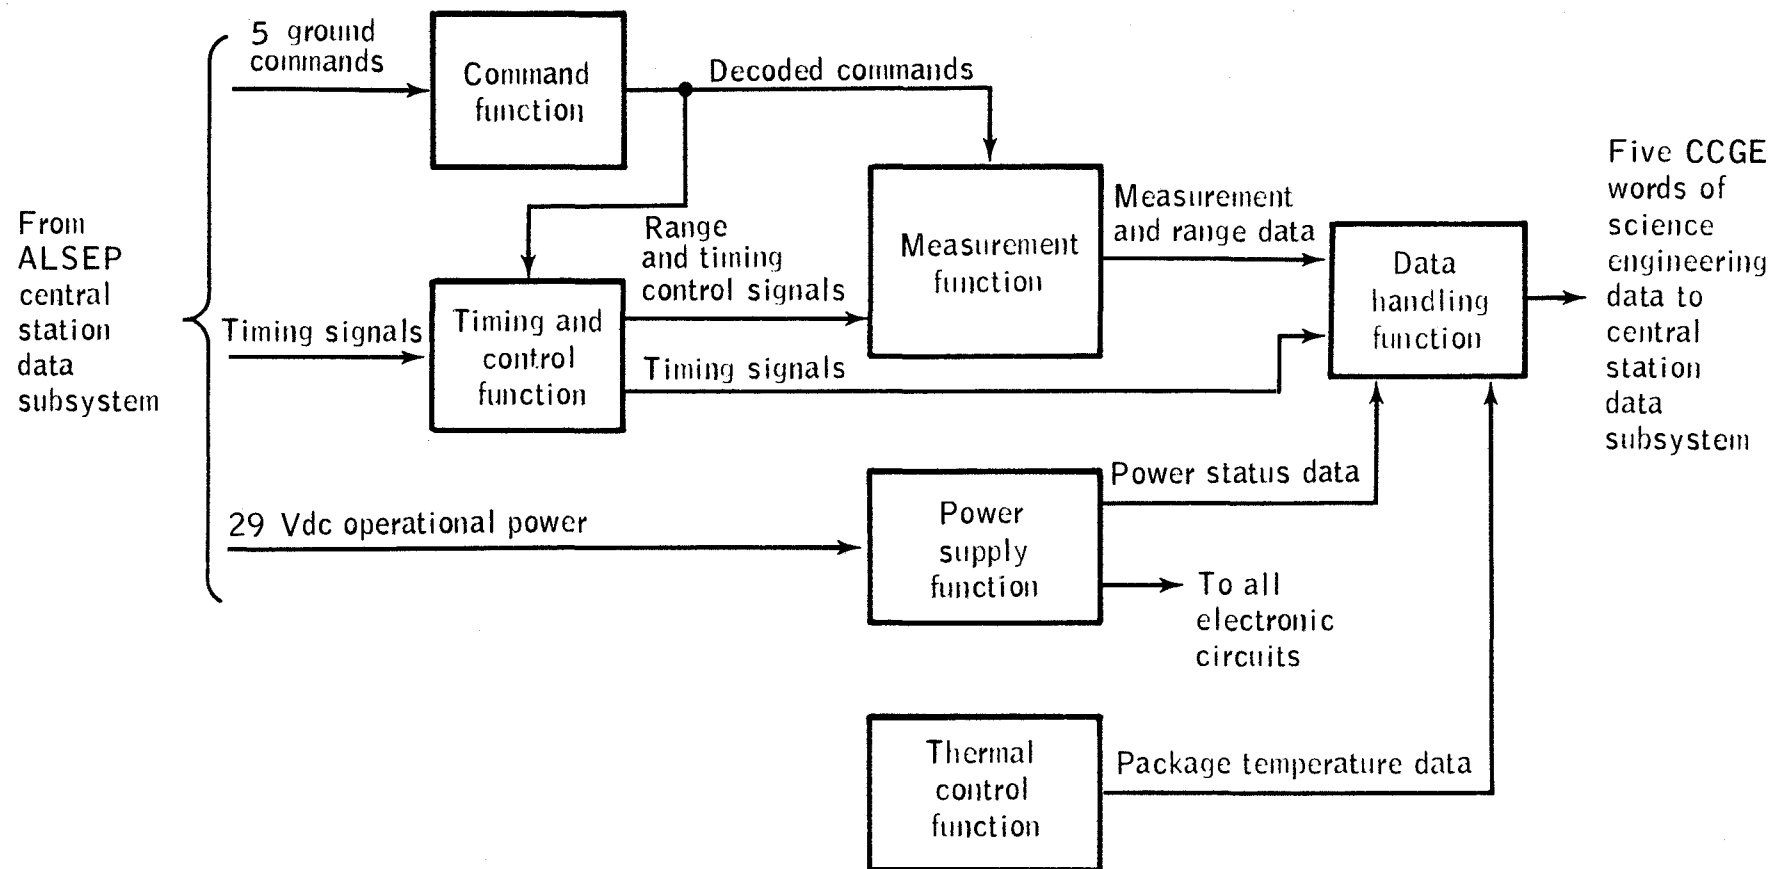 From
ALSEP
central
station
data
subsystem
5 ground
commands
Command
function
Decoded commands
Timing signals
Timing and
control
function
Range
and timing
control signals
Timing signals
Measurement
function
Measurement
and range data
Data
handling
function
Five CCGE
words of
science
engineering
data to
central
station
data
subsystem
29 Vdc operational power
Power
supply
function
Power status data
To all
electronic
circuits
Thermal
control
function
Package temperature data